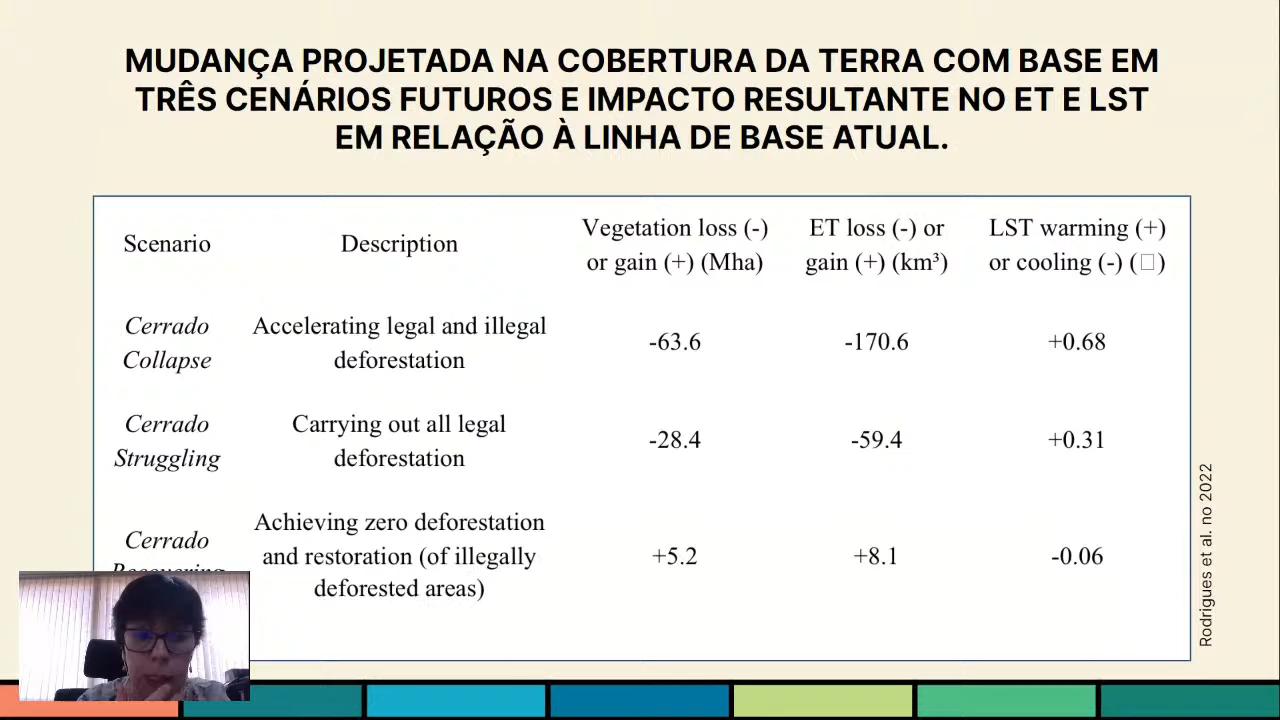 MUDANÇA PROJETADA NA COBERTURA DA TERRA COM BASE EM
TRÊS CENÁRIOS FUTUROS E IMPACTO RESULTANTE NO ET E LST
EM RELAÇÃO À LINHA DE BASE ATUAL.
Scenario
Description
Vegetation loss (-)
or gain (+) (Mha)
ET loss (-) or
gain (+) (km³)
LST warming (+)
or cooling (-) (□)
Cerrado
Collapse
Accelerating legal and illegal
deforestation
-63.6
-170.6
+0.68
Cerrado
Struggling
Carrying out all legal
deforestation
-28.4
-59.4
+0.31
Cerrado
Recovering
Achieving zero deforestation
and restoration (of illegally
deforested areas)
+5.2
+8.1
-0.06
Rodrigues et al. no 2022